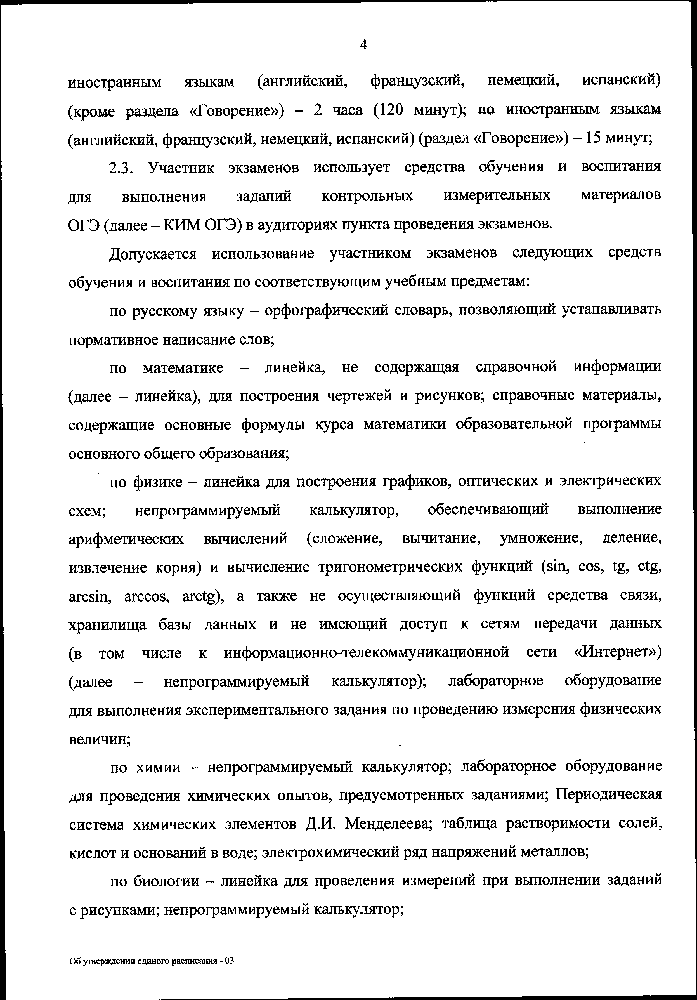 4
иностранным языкам (английский, французский, немецкий, испанский)
(кроме раздела «Говорение») – 2 часа (120 минут); по иностранным языкам
(английский, французский, немецкий, испанский) (раздел «Говорение») – 15 минут;
2.3. Участник экзаменов использует средства обучения и воспитания
для выполнения заданий контрольных измерительных материалов
ОГЭ (далее – КИМ ОГЭ) в аудиториях пункта проведения экзаменов.
Допускается использование участником экзаменов следующих средств
обучения и воспитания по соответствующим учебным предметам:
по русскому языку – орфографический словарь, позволяющий устанавливать
нормативное написание слов;
по математике – линейка, не содержащая справочной информации
(далее – линейка), для построения чертежей и рисунков; справочные материалы,
содержащие основные формулы курса математики образовательной программы
основного общего образования;
по физике – линейка для построения графиков, оптических и электрических
схем; непрограммируемый калькулятор, обеспечивающий выполнение
арифметических вычислений (сложение, вычитание, умножение, деление,
извлечение корня) и вычисление тригонометрических функций (sin, cos, tg, ctg,
arcsin, arccos, arctg), а также не осуществляющий функций средства связи,
хранилища базы данных и не имеющий доступ к сетям передачи данных
(в том числе к информационно-телекоммуникационной сети «Интернет»)
(далее – непрограммируемый калькулятор); лабораторное оборудование
для выполнения экспериментального задания по проведению измерения физических
величин;
по химии – непрограммируемый калькулятор; лабораторное оборудование
для проведения химических опытов, предусмотренных заданиями; Периодическая
система химических элементов Д.И. Менделеева; таблица растворимости солей,
кислот и оснований в воде; электрохимический ряд напряжений металлов;
по биологии – линейка для проведения измерений при выполнении заданий
с рисунками; непрограммируемый калькулятор;
Об утверждении единого расписания - 03